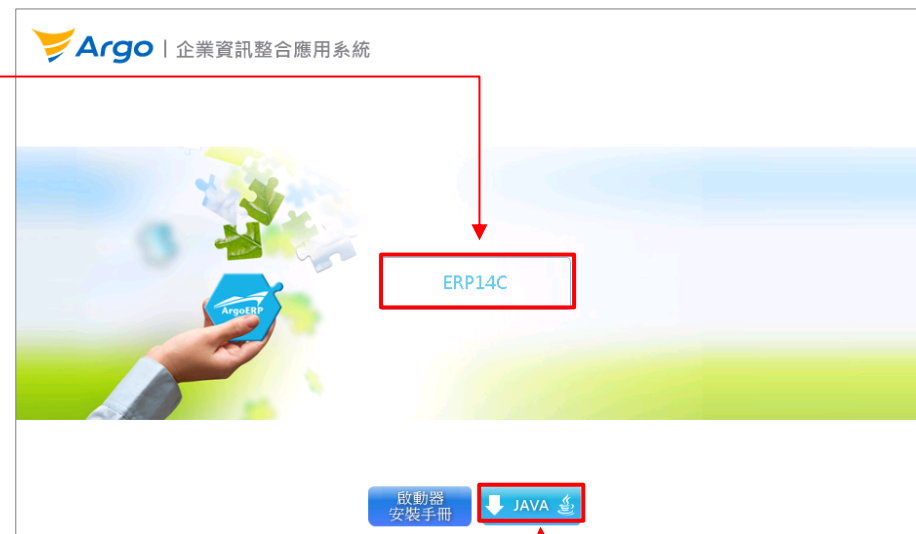 Argo | 企業資訊整合應用系統
ERP14C
ArgoERP
啟動器
安裝手冊
JAVA